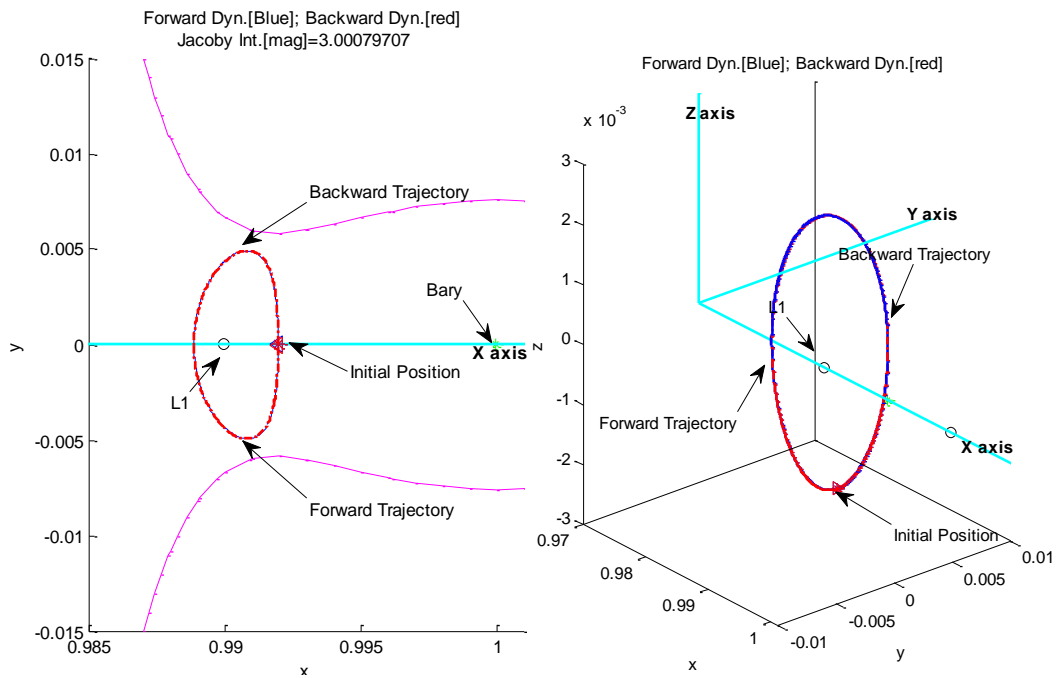 Forward Dyn.[Blue]; Backward Dyn.[red]
Jacoby Int.[mag]=3.00079707
0.015
0.01
0.005
0
-0.005
-0.01
-0.015
y
0.985
0.99
0.995
1
x
Backward Trajectory
Bary
X axis
Initial Position
L1
Forward Trajectory
Forward Dyn.[Blue]; Backward Dyn.[red]
x 10⁻³
3
2
1
0
-1
-2
-3
z
0.97
0.98
0.99
1
x
-0.01
-0.005
0
0.005
0.01
y
Z axis
Y axis
Backward Trajectory
L1
Forward Trajectory
X axis
Initial Position